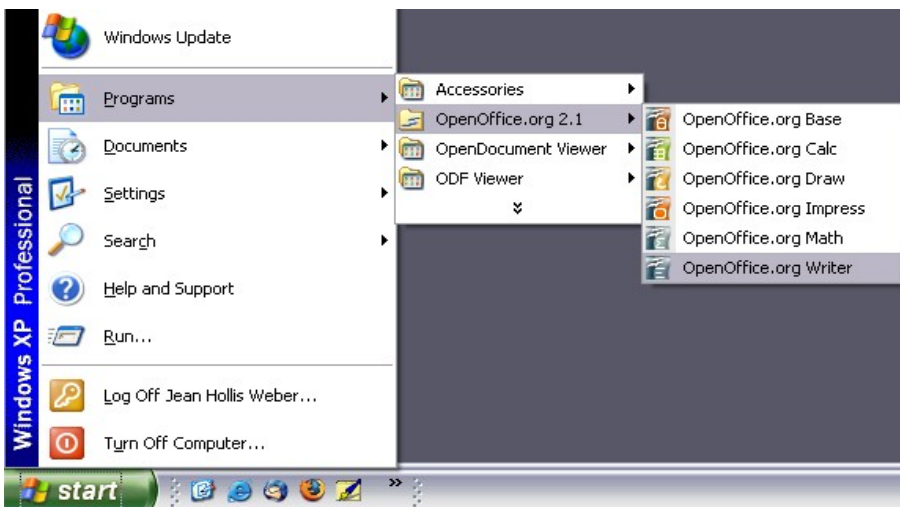 Windows Update
Programs
Documents
Settings
Search
Help and Support
Run...
Log Off Jean Hollis Weber...
Turn Off Computer...
Windows XP Professional
Accessories
OpenOffice.org 2.1
OpenDocument Viewer
ODF Viewer
OpenOffice.org Base
OpenOffice.org Calc
OpenOffice.org Draw
OpenOffice.org Impress
OpenOffice.org Math
OpenOffice.org Writer
start